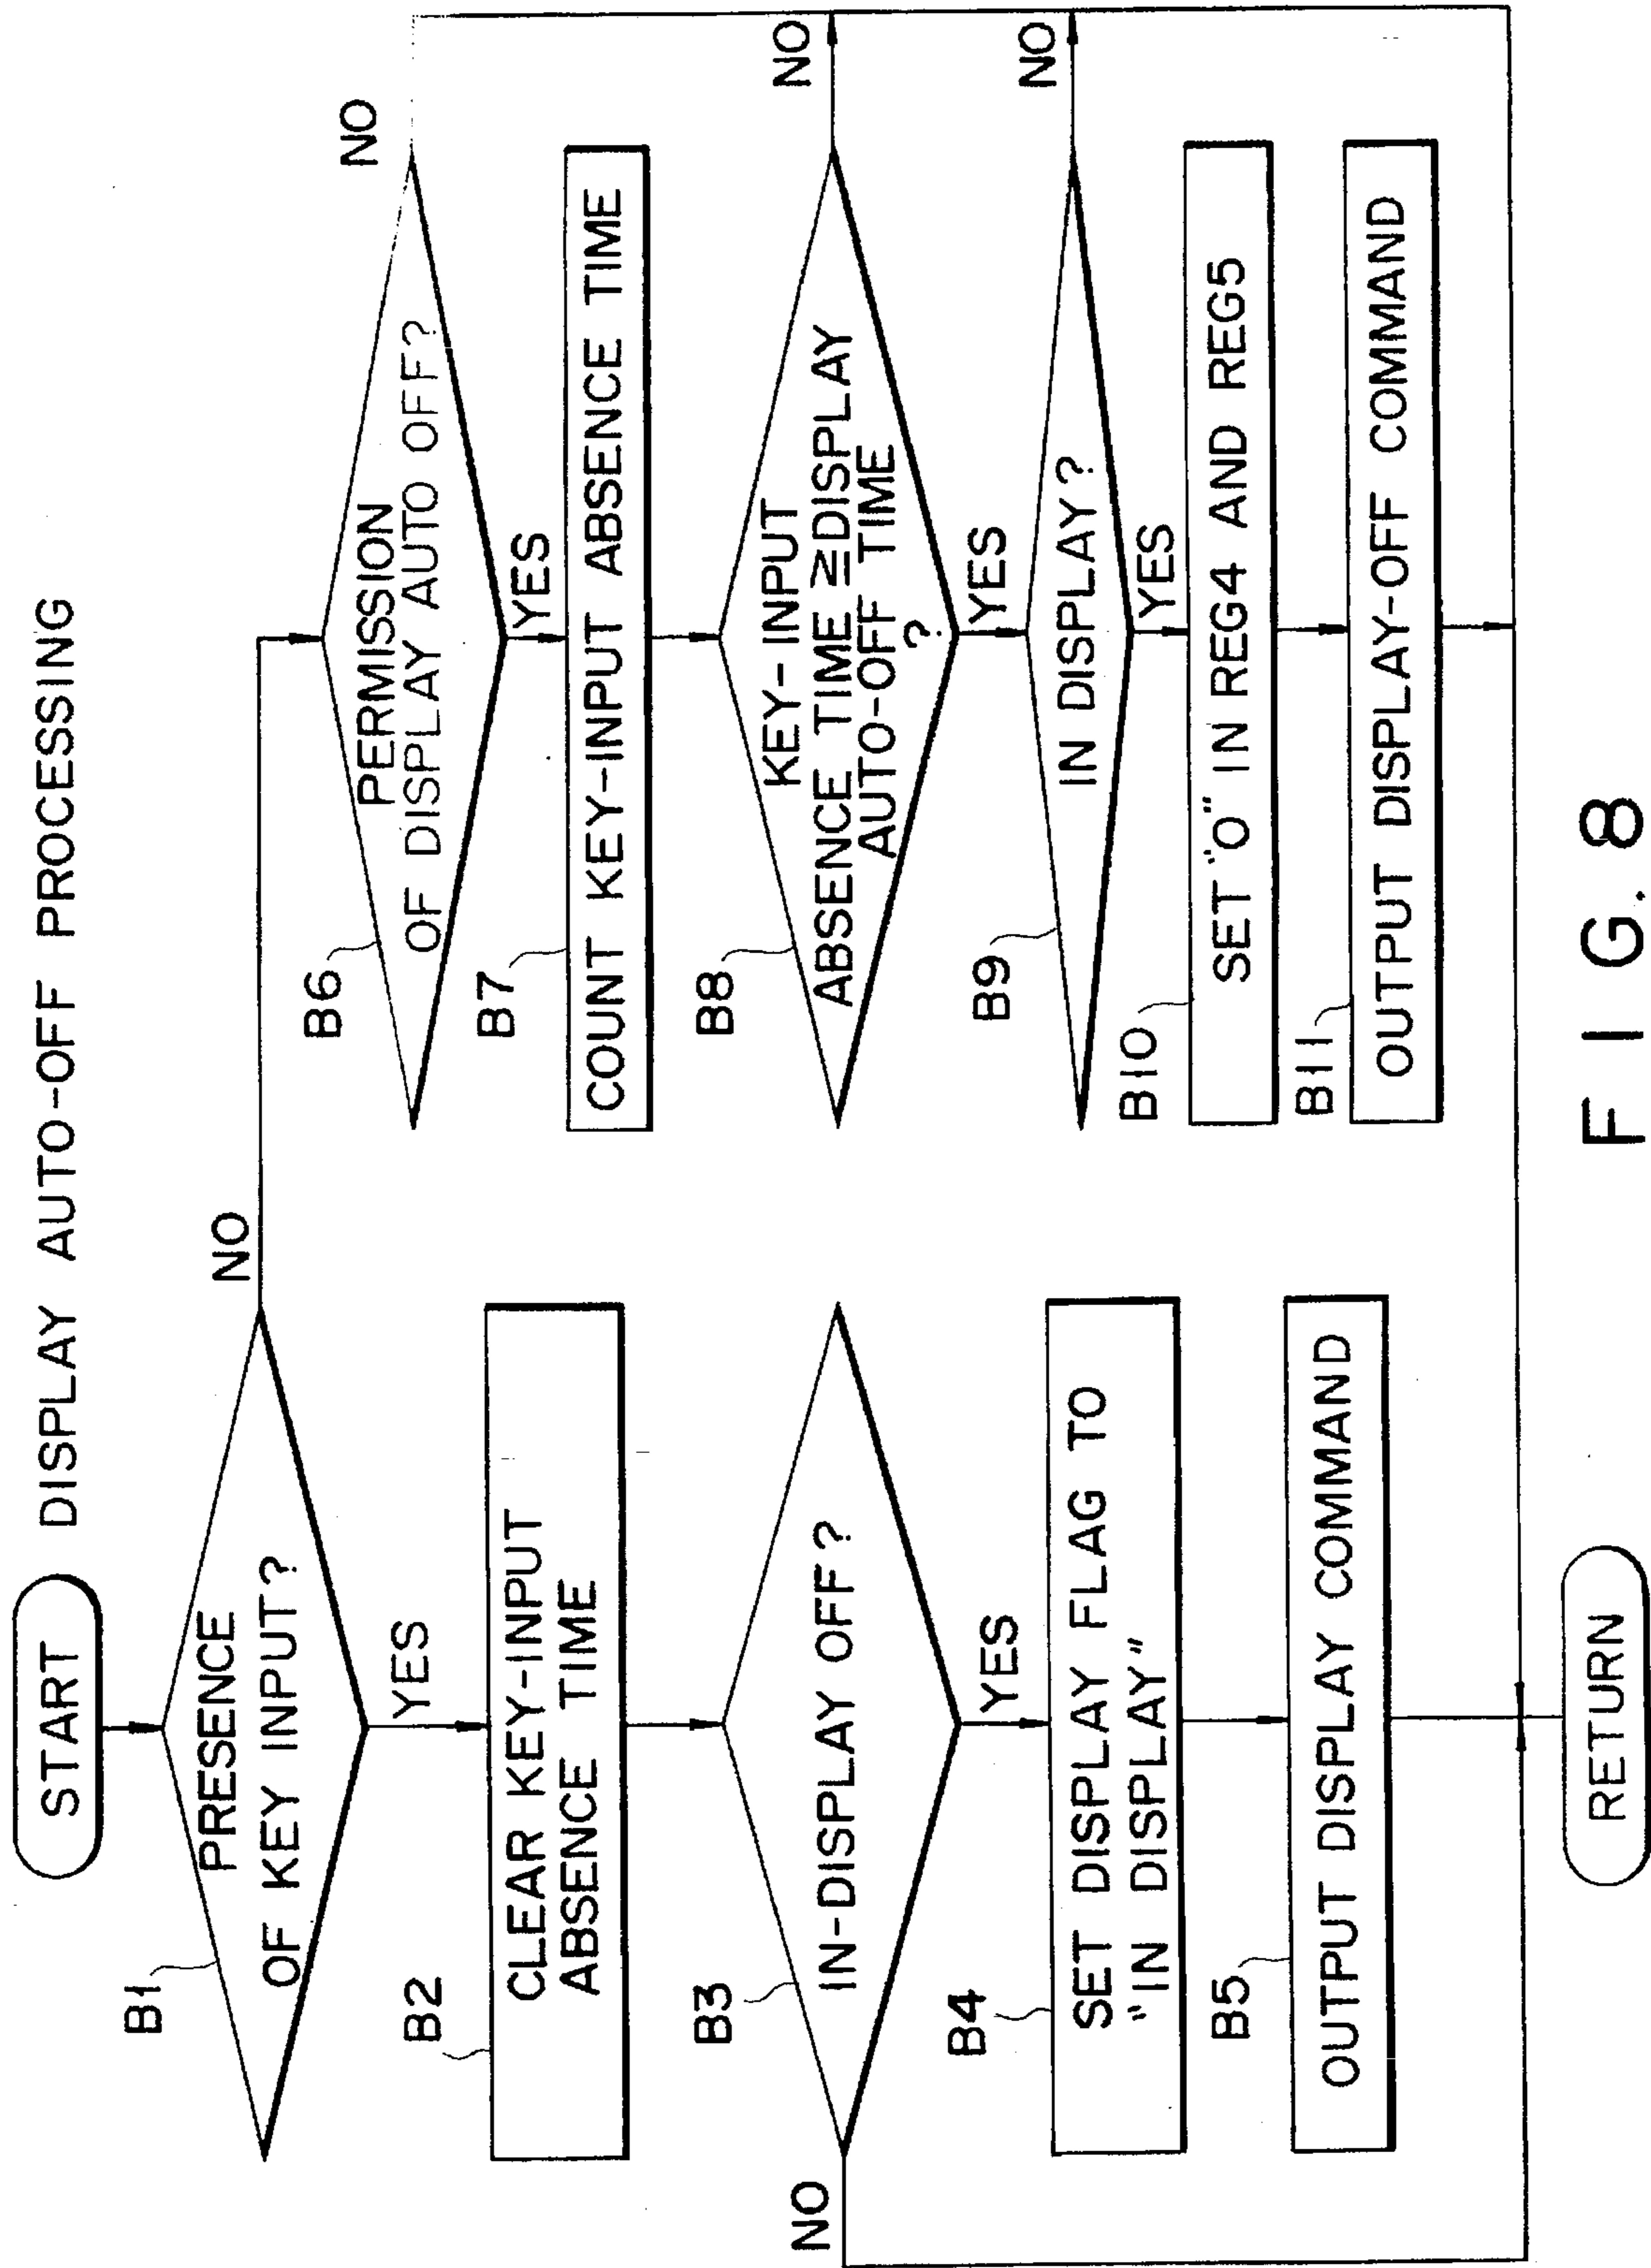 DISPLAY AUTO-OFF PROCESSING
START
B1
PRESENCE
OF KEY INPUT?
NO
YES
B2
CLEAR KEY-INPUT
ABSENCE TIME
B3
IN-DISPLAY OFF?
NO
YES
B4
SET DISPLAY FLAG TO
"IN DISPLAY"
B5
OUTPUT DISPLAY COMMAND
RETURN
B6
PERMISSION
OF DISPLAY AUTO OFF?
NO
YES
B7
COUNT KEY-INPUT ABSENCE TIME
B8
KEY-INPUT
ABSENCE TIME ≧ DISPLAY
AUTO-OFF TIME
?
NO
YES
B9
IN DISPLAY?
NO
YES
B10
SET "0" IN REG4 AND REG5
B11
OUTPUT DISPLAY-OFF COMMAND
FIG. 8